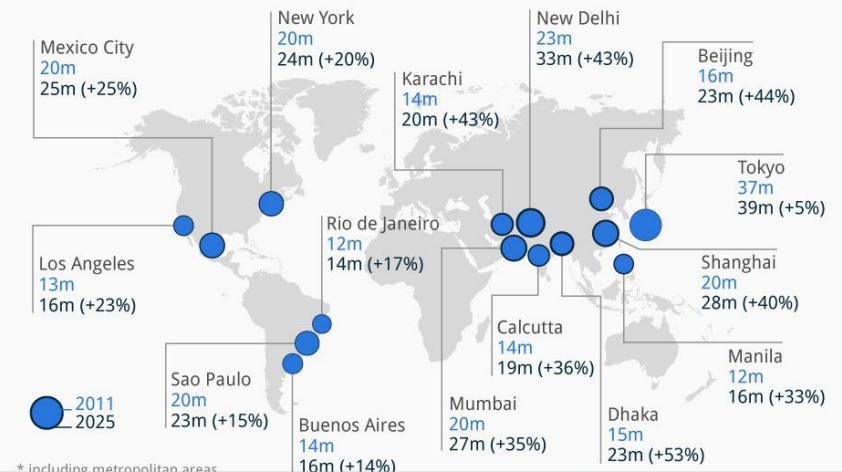 New York
20m
24m (+20%)
New Delhi
23m
33m (+43%)
Mexico City
20m
25m (+25%)
Beijing
16m
23m (+44%)
Karachi
14m
20m (+43%)
Tokyo
37m
39m (+5%)
Rio de Janeiro
12m
14m (+17%)
Los Angeles
13m
16m (+23%)
Shanghai
20m
28m (+40%)
Calcutta
14m
19m (+36%)
Manila
12m
16m (+33%)
Sao Paulo
20m
23m (+15%)
Mumbai
20m
27m (+35%)
Dhaka
15m
23m (+53%)
Buenos Aires
14m
16m (+14%)
2011
2025
* including metropolitan areas